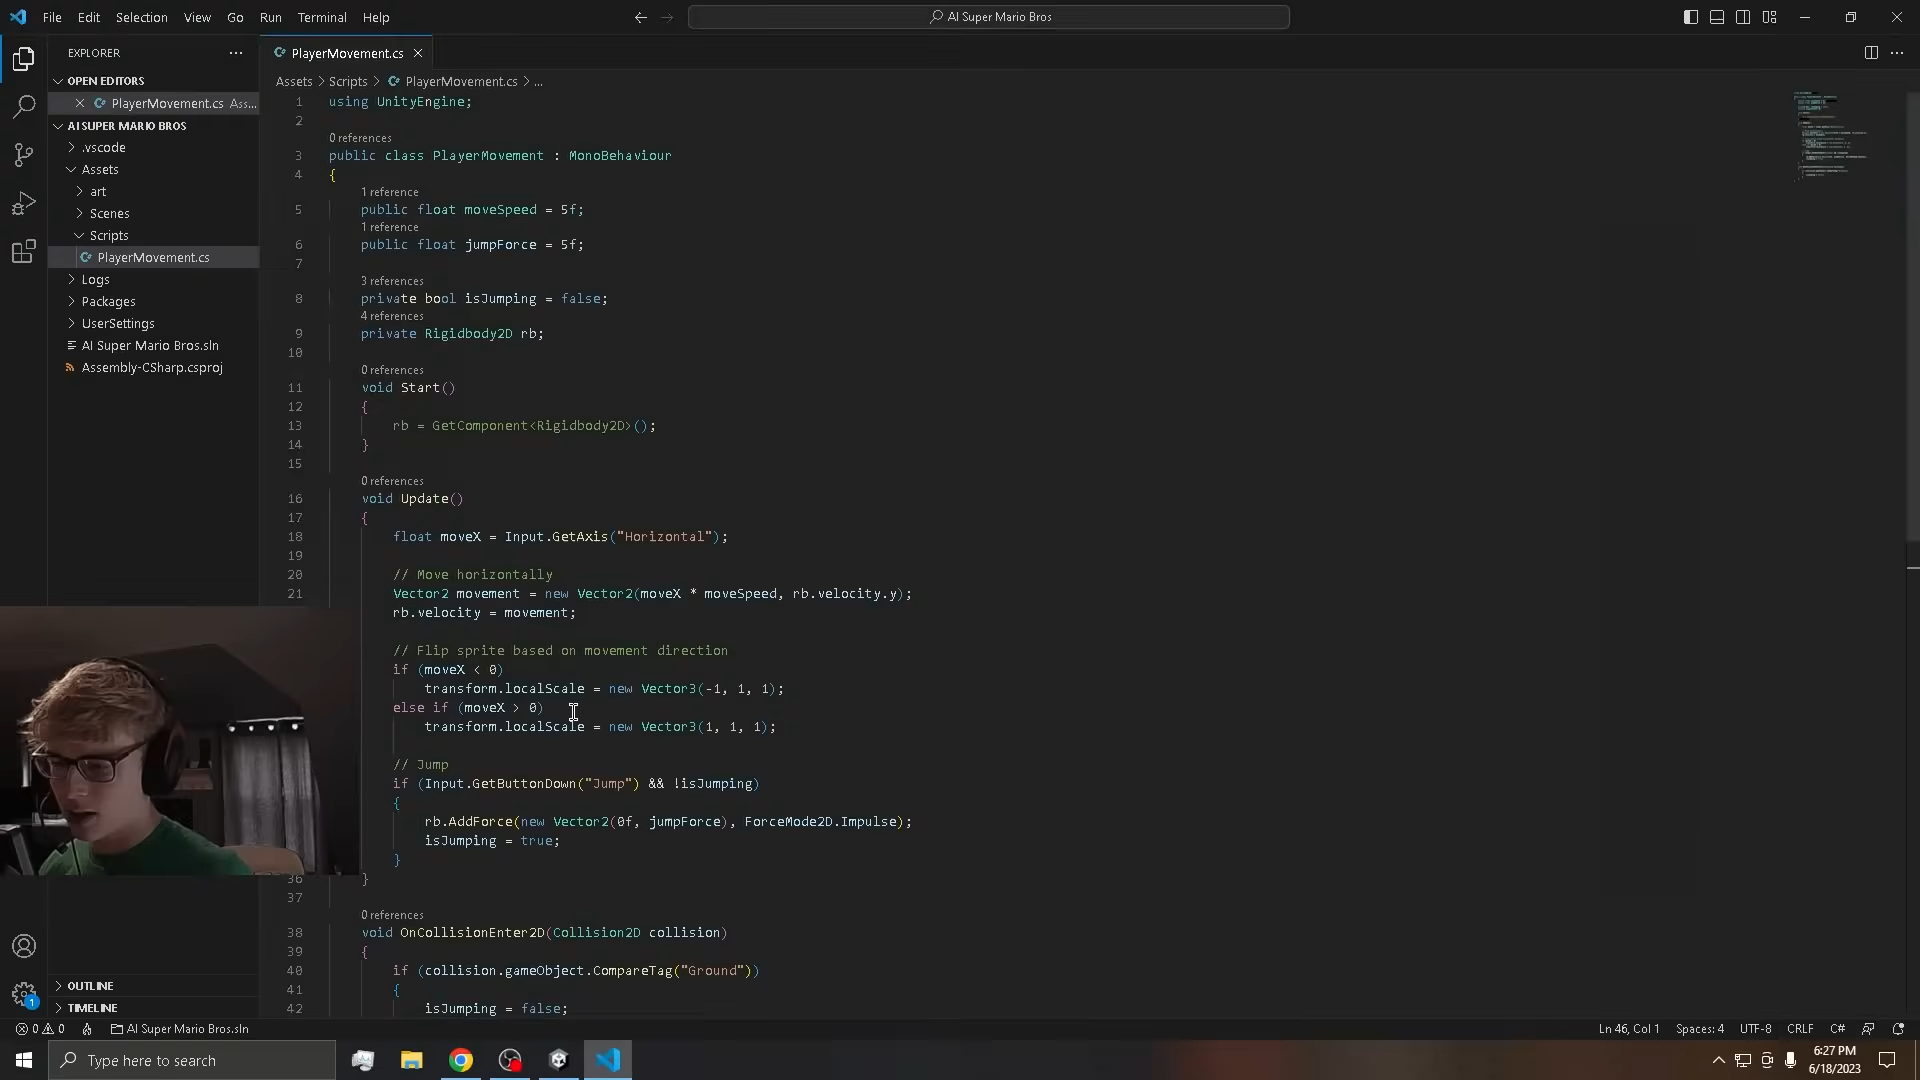 File Edit Selection View Go Run Terminal Help
AI Super Mario Bros
EXPLORER
OPEN EDITORS
PlayerMovement.cs Ass...
AI SUPER MARIO BROS
.vscode
Assets
art
Scenes
Scripts
PlayerMovement.cs
Logs
Packages
UserSettings
AI Super Mario Bros.sln
Assembly-CSharp.csproj
OUTLINE
TIMELINE
PlayerMovement.cs
Assets > Scripts > PlayerMovement.cs > ...
1 using UnityEngine;
2
0 references
3 public class PlayerMovement : MonoBehaviour
4 {
1 reference
5 public float moveSpeed = 5f;
1 reference
6 public float jumpForce = 5f;
7
3 references
8 private bool isJumping = false;
4 references
9 private Rigidbody2D rb;
10
0 references
11 void Start()
12 {
13 rb = GetComponent<Rigidbody2D>();
14 }
15
0 references
16 void Update()
17 {
18 float moveX = Input.GetAxis("Horizontal");
19
20 // Move horizontally
21 Vector2 movement = new Vector2(moveX * moveSpeed, rb.velocity.y);
rb.velocity = movement;
// Flip sprite based on movement direction
if (moveX < 0)
transform.localScale = new Vector3(-1, 1, 1);
else if (moveX > 0)
transform.localScale = new Vector3(1, 1, 1);
// Jump
if (Input.GetButtonDown("Jump") && !isJumping)
{
rb.AddForce(new Vector2(0f, jumpForce), ForceMode2D.Impulse);
isJumping = true;
}
36 }
37
0 references
38 void OnCollisionEnter2D(Collision2D collision)
39 {
40 if (collision.gameObject.CompareTag("Ground"))
41 {
42 isJumping = false;
1
0 0 AI Super Mario Bros.sln
Ln 46, Col 1 Spaces: 4 UTF-8 CRLF C#
Type here to search
6:27 PM
6/18/2023